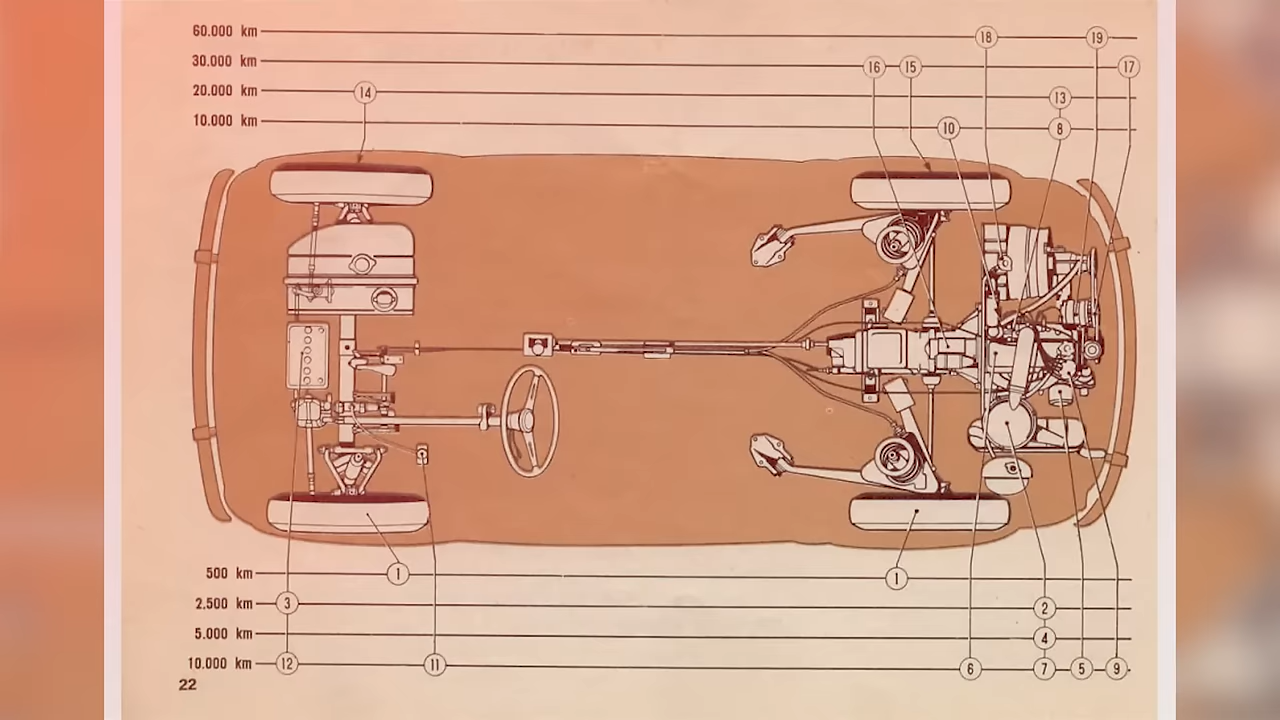 60.000 km 18 19
30.000 km 16 15 17
20.000 km 14 13
10.000 km 10 8
500 km 1 1
2.500 km 3 2
5.000 km 4
10.000 km 12 11 6 7 5 9
22